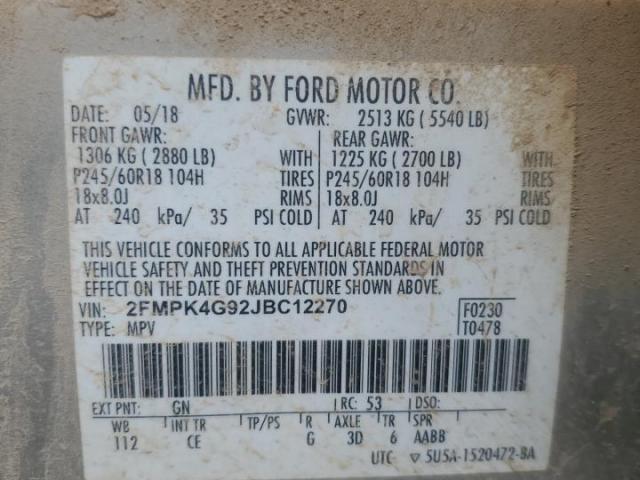 MFD. BY FORD MOTOR CO.
DATE: 05/18 GVWR: 2513 KG ( 5540 LB)
FRONT GAWR: REAR GAWR:
1306 KG ( 2880 LB) WITH 1225 KG ( 2700 LB) WITH
P245/60R18 104H TIRES P245/60R18 104H TIRES
18x8.0J RIMS 18x8.0J RIMS
AT 240 kPa/ 35 PSI COLD AT 240 kPa/ 35 PSI COLD
THIS VEHICLE CONFORMS TO ALL APPLICABLE FEDERAL MOTOR
VEHICLE SAFETY AND THEFT PREVENTION STANDARDS IN
EFFECT ON THE DATE OF MANUFACTURE SHOWN ABOVE.
VIN: 2FMPK4G92JBC12270 F0230
TYPE: MPV T0478
EXT PNT: GN RC: 53 DSO:
WB INT TR TP/PS R AXLE TR SPR
112 CE G 3D 6 AABB
UTC ▽ 5U5A-1520472-BA